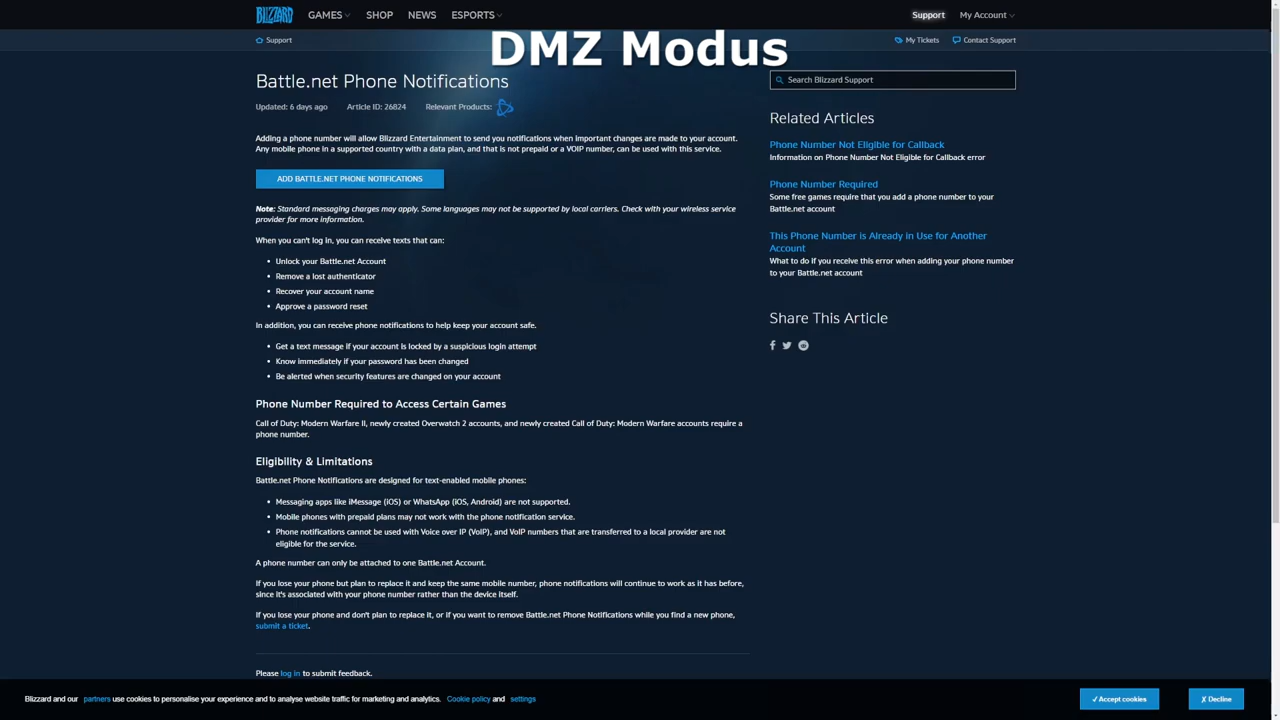 BLIZZARD GAMES SHOP NEWS ESPORTS Support My Account
Support My Tickets Contact Support
DMZ Modus
Battle.net Phone Notifications
Updated: 6 days ago Article ID: 26824 Relevant Products:
Adding a phone number will allow Blizzard Entertainment to send you notifications when important changes are made to your account.
Any mobile phone in a supported country with a data plan, and that is not prepaid or a VOIP number, can be used with this service.
ADD BATTLE.NET PHONE NOTIFICATIONS
Note: Standard messaging charges may apply. Some languages may not be supported by local carriers. Check with your wireless service
provider for more information.
When you can't log in, you can receive texts that can:
• Unlock your Battle.net Account
• Remove a lost authenticator
• Recover your account name
• Approve a password reset
In addition, you can receive phone notifications to help keep your account safe.
• Get a text message if your account is locked by a suspicious login attempt
• Know immediately if your password has been changed
• Be alerted when security features are changed on your account
Phone Number Required to Access Certain Games
Call of Duty: Modern Warfare II, newly created Overwatch 2 accounts, and newly created Call of Duty: Modern Warfare accounts require a
phone number.
Eligibility & Limitations
Battle.net Phone Notifications are designed for text-enabled mobile phones:
• Messaging apps like iMessage (iOS) or WhatsApp (iOS, Android) are not supported.
• Mobile phones with prepaid plans may not work with the phone notification service.
• Phone notifications cannot be used with Voice over IP (VoIP), and VoIP numbers that are transferred to a local provider are not
eligible for the service.
A phone number can only be attached to one Battle.net Account.
If you lose your phone but plan to replace it and keep the same mobile number, phone notifications will continue to work as it has before,
since it's associated with your phone number rather than the device itself.
If you lose your phone and don't plan to replace it, or if you want to remove Battle.net Phone Notifications while you find a new phone,
submit a ticket.
Please log in to submit feedback.
Search Blizzard Support
Related Articles
Phone Number Not Eligible for Callback
Information on Phone Number Not Eligible for Callback error
Phone Number Required
Some free games require that you add a phone number to your
Battle.net account
This Phone Number is Already in Use for Another
Account
What to do if you receive this error when adding your phone number
to your Battle.net account
Share This Article
Blizzard and our partners use cookies to personalise your experience and to analyse website traffic for marketing and analytics. Cookie policy and settings
✓ Accept cookies ✗ Decline